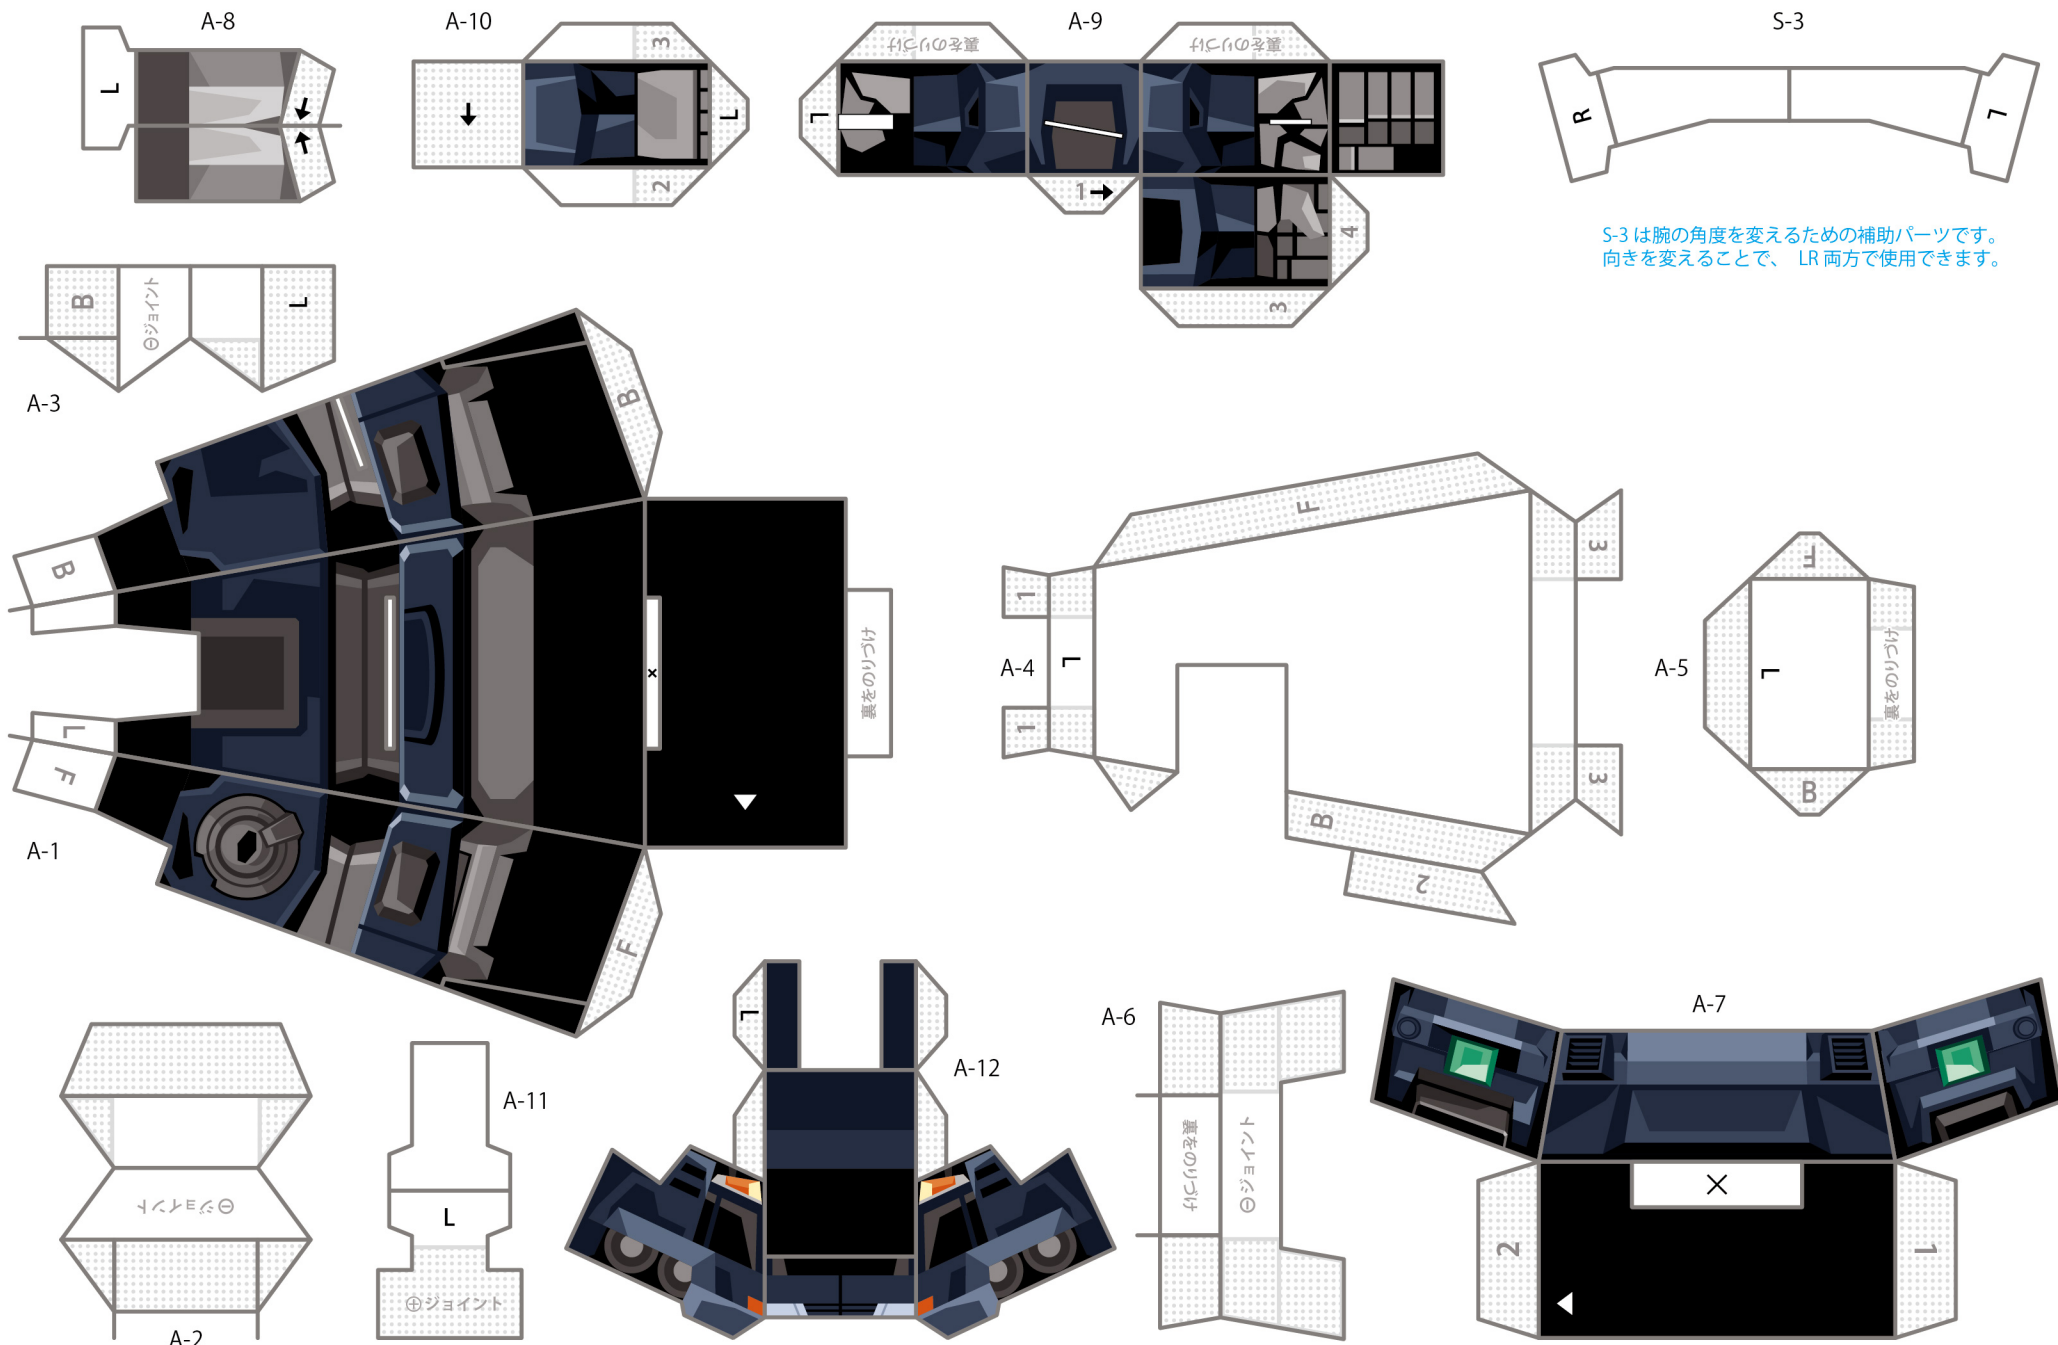 A-8
A-10
A-9
S-3
L
3
2
L
L
裏をのりづけ
裏をのりづけ
1
4
3
R
L
S-3は腕の角度を変えるための補助パーツです。
向きを変えることで、 LR両方で使用できます。
B
⊖ジョイント
L
A-3
B
B
×
裏をのりづけ
L
F
F
A-1
F
3
1
L
A-4
1
3
B
2
F
A-5
L
裏をのりづけ
B
⊖ジョイント
A-2
A-11
L
⊕ジョイント
L
A-12
A-6
裏をのりづけ
⊖ジョイント
A-7
×
2
1